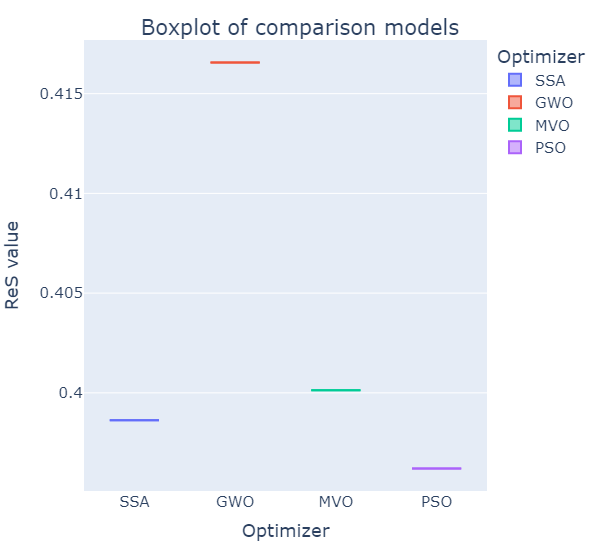 Boxplot of comparison models
Optimizer
SSA
GWO
MVO
PSO
ReS value
0.415
0.41
0.405
0.4
SSA
GWO
MVO
PSO
Optimizer